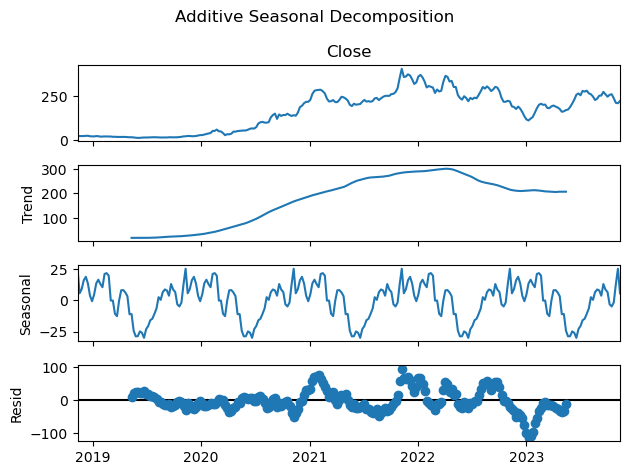 Additive Seasonal Decomposition
Close
250
0
Trend
300
200
100
Seasonal
25
0
−25
Resid
100
0
−100
2019 2020 2021 2022 2023